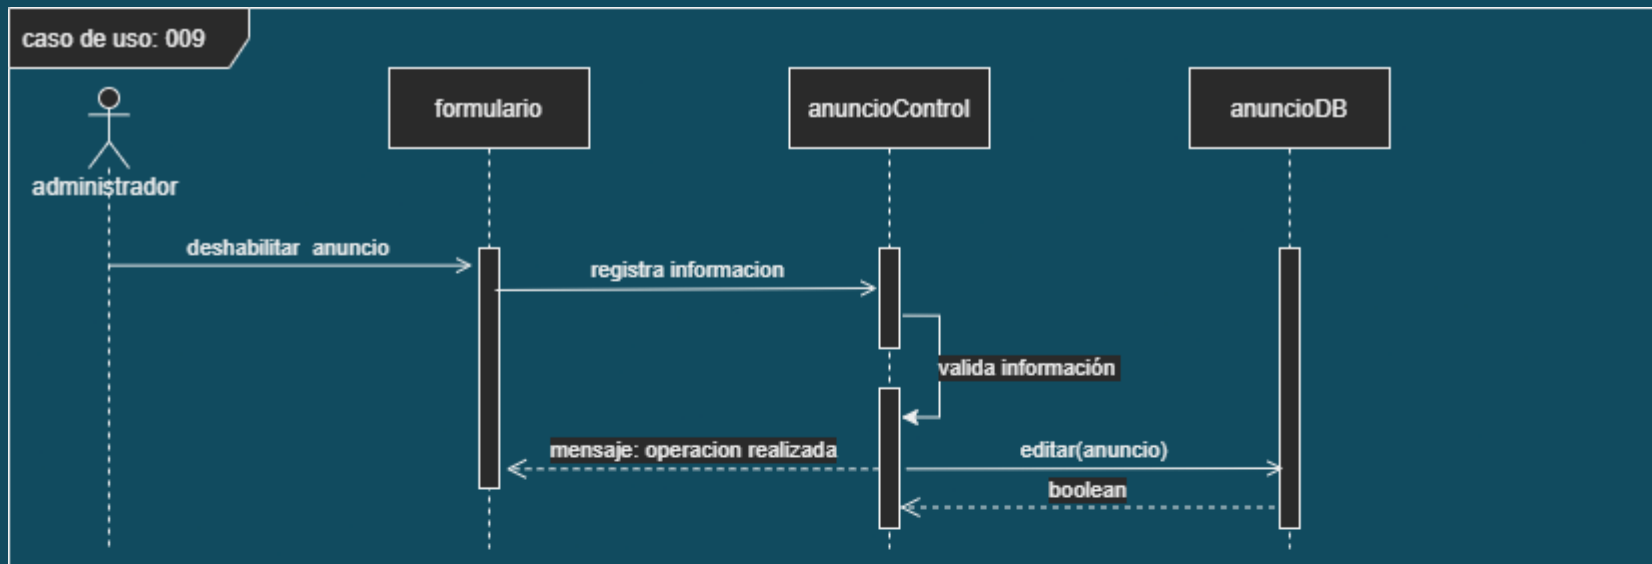 caso de uso: 009
formulario
anuncioControl
anuncioDB
administrador
deshabilitar anuncio
registra informacion
valida información
mensaje: operacion realizada
editar(anuncio)
boolean